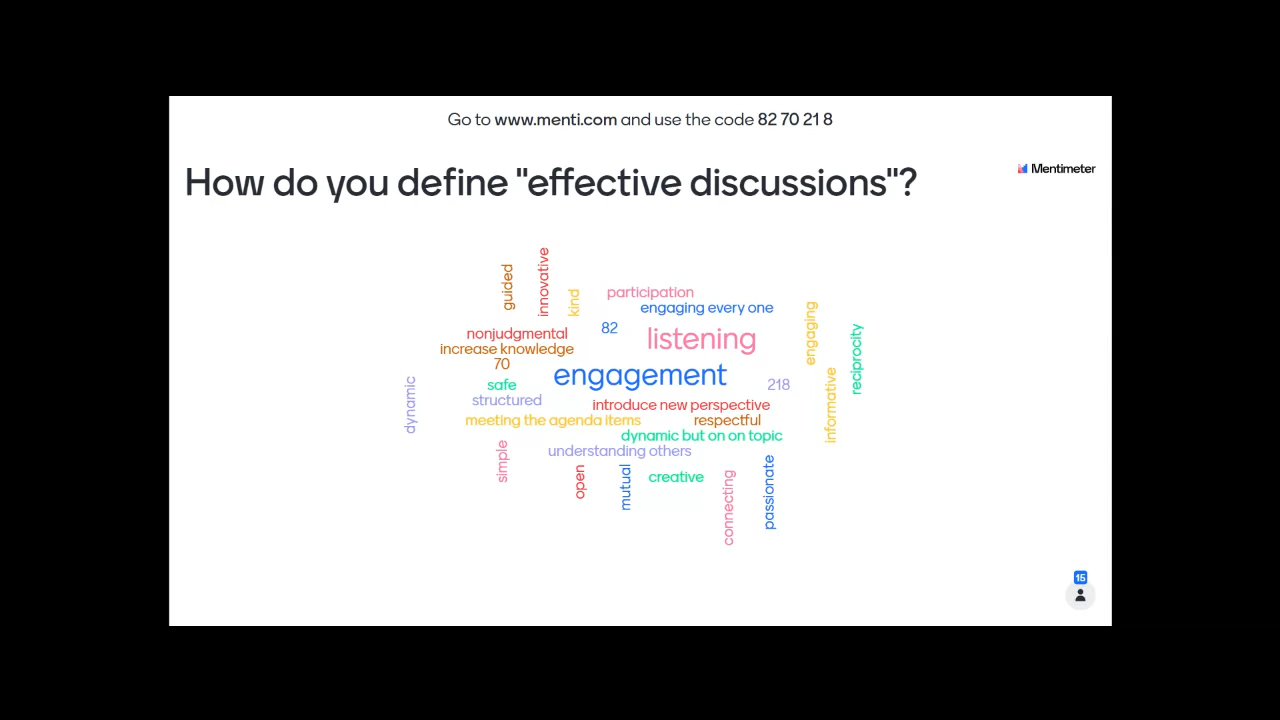 Go to www.menti.com and use the code 82 70 21 8
How do you define "effective discussions"?
Mentimeter
guided
innovative
kind
participation
engaging every one
82
nonjudgmental
listening
engaging
reciprocity
increase knowledge
70
engagement
safe
218
dynamic
structured
introduce new perspective
informative
meeting the agenda items
respectful
dynamic but on on topic
understanding others
simple
open
mutual
creative
connecting
passionate
15